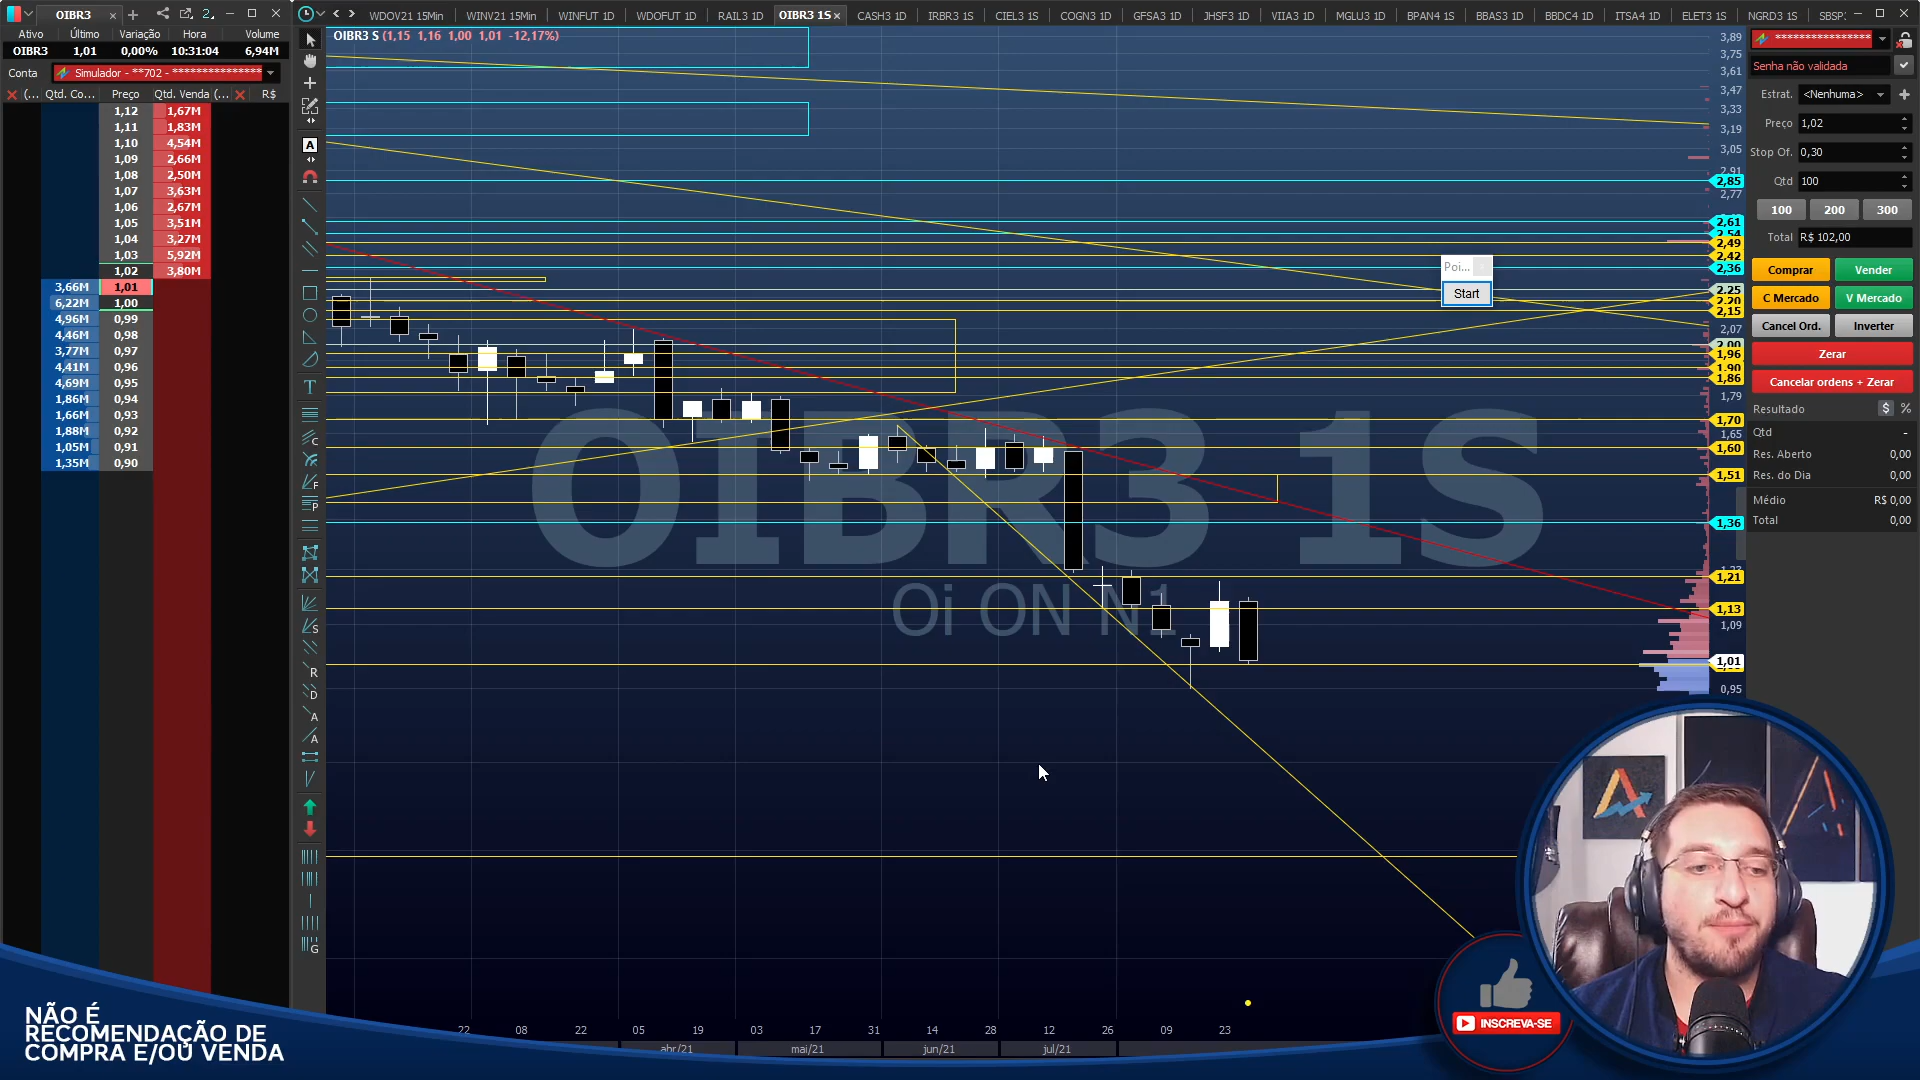 OIBR3
Ativo Último Variação Hora Volume
OIBR3 1,01 0,00% 10:31:04 6,94M
Conta Simulador - **702 - ****************
(... Qtd. Co... Preço Qtd. Venda (... R$
1,12 1,67M
1,11 1,83M
1,10 4,54M
1,09 2,66M
1,08 2,50M
1,07 3,63M
1,06 2,67M
1,05 3,51M
1,04 3,27M
1,03 5,92M
1,02 3,80M
3,66M 1,01
6,22M 1,00
4,96M 0,99
4,46M 0,98
3,77M 0,97
4,41M 0,96
4,69M 0,95
1,86M 0,94
1,66M 0,93
1,88M 0,92
1,05M 0,91
1,35M 0,90
WDOV21 15Min WINV21 15Min WINFUT 1D WDOFUT 1D RAIL3 1D OIBR3 1S CASH3 1D IRBR3 1S CIEL3 1S COGN3 1D GFSA3 1D JHSF3 1D VIIA3 1D MGLU3 1D BPAN4 1S BBAS3 1D BBDC4 1D ITSA4 1D ELET3 1S NGRD3 1S SBSP:
OIBR3 S (1,15 1,16 1,00 1,01 -12,17%)
OIBR3 1S
Oi ON N1
Poi...
Start
3,89
3,75
3,61
3,47
3,33
3,19
3,05
2,91
2,85
2,77
2,61
2,54
2,49
2,42
2,36
2,25
2,20
2,15
2,07
2,00
1,96
1,90
1,86
1,79
1,70
1,65
1,60
1,51
1,36
1,21
1,13
1,09
1,01
0,95
22 08 22 05 19 03 17 31 14 28 12 26 09 23
abr/21 mai/21 jun/21 jul/21
*****************
Senha não validada
Estrat. <Nenhuma>
Preço 1,02
Stop Of. 0,30
Qtd 100
100 200 300
Total R$ 102,00
Comprar Vender
C Mercado V Mercado
Cancel Ord. Inverter
Zerar
Cancelar ordens + Zerar
Resultado $ %
Qtd -
Res. Aberto 0,00
Res. do Dia 0,00
Médio R$ 0,00
Total 0,00
NÃO É
RECOMENDAÇÃO DE
COMPRA E/OU VENDA
INSCREVA-SE